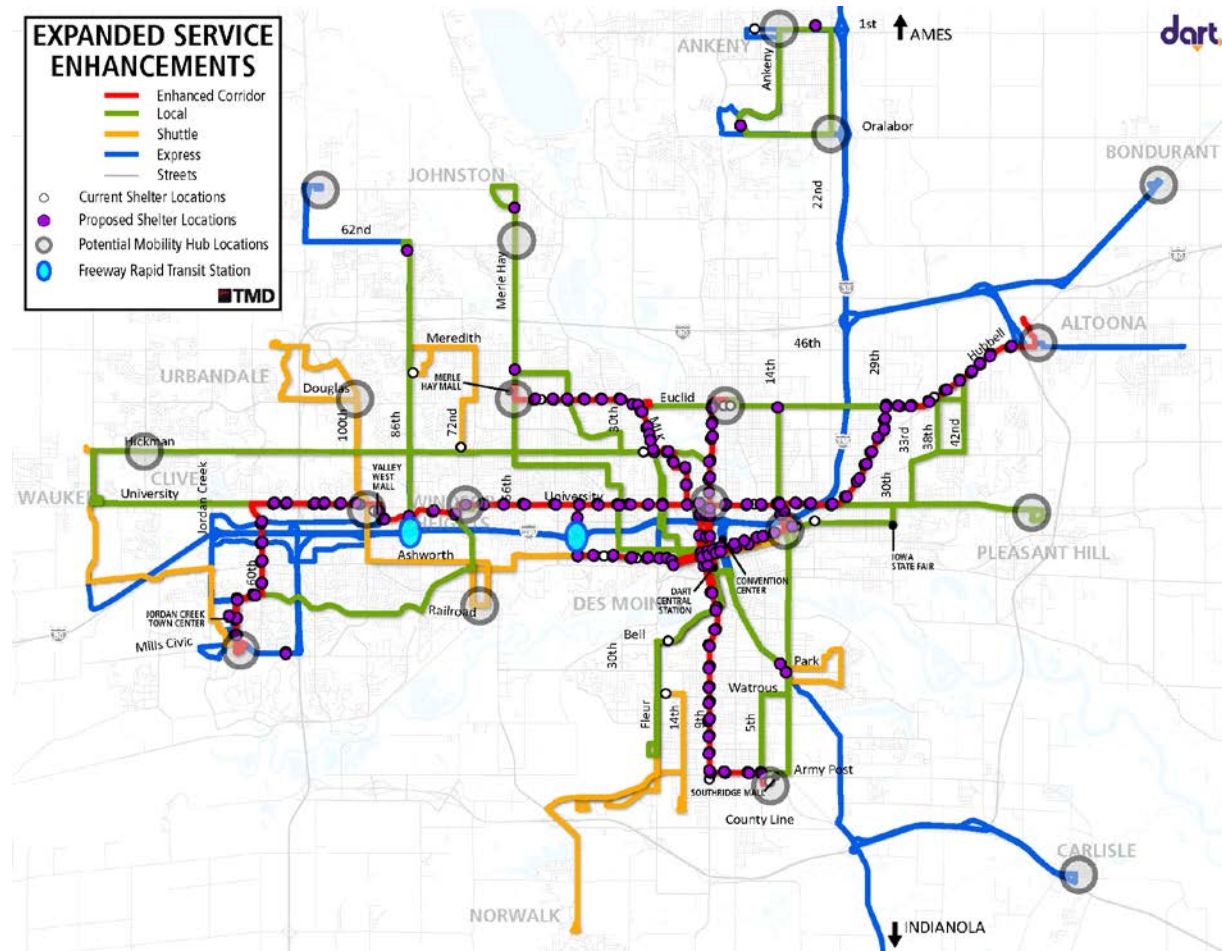 EXPANDED SERVICE
ENHANCEMENTS
Enhanced Corridor
Local
Shuttle
Express
Streets
Current Shelter Locations
Proposed Shelter Locations
Potential Mobility Hub Locations
Freeway Rapid Transit Station
TMD
dart
1st
AMES
ANKENY
Ankeny
Oralabor
BONDURANT
22nd
JOHNSTON
62nd
Merle Hay
ALTOONA
Hubbell
46th
14th
29th
Meredith
URBANDALE
Douglas
MERLE
HAY MALL
Euclid
100th
86th
72nd
30th
MLK
33rd
38th
42nd
Hickman
CLIVE
WAUKEE
University
Jordan Creek
VALLEY
WEST
MALL
56th
University
30th
Ashworth
IOWA
STATE FAIR
PLEASANT HILL
60th
CONVENTION
CENTER
DART
CENTRAL
STATION
DES MOINES
JORDAN CREEK
TOWN CENTER
Railroad
Mills Civic
Bell
30th
Park
Watrous
Fleur
14th
9th
5th
Army Post
SOUTHRIDGE MALL
County Line
CARLISLE
NORWALK
INDIANOLA